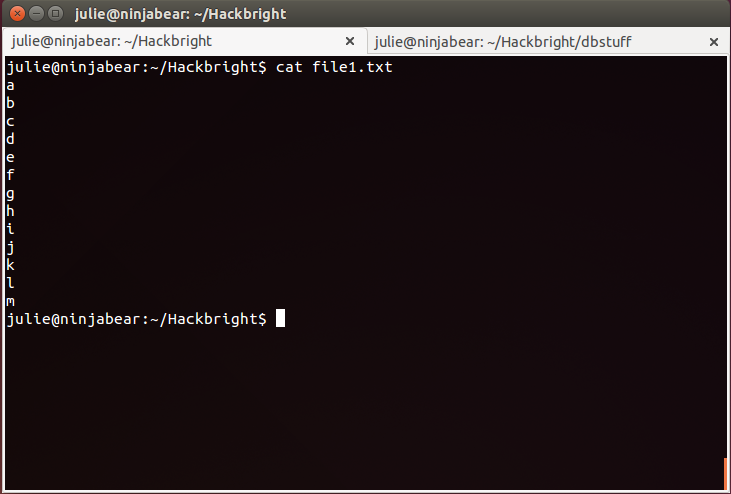 julie@ninjabear: ~/Hackbright
julie@ninjabear: ~/Hackbright
julie@ninjabear: ~/Hackbright/dbstuff
julie@ninjabear:~/Hackbright$ cat file1.txt
a
b
c
d
e
f
g
h
i
j
k
l
m
julie@ninjabear:~/Hackbright$